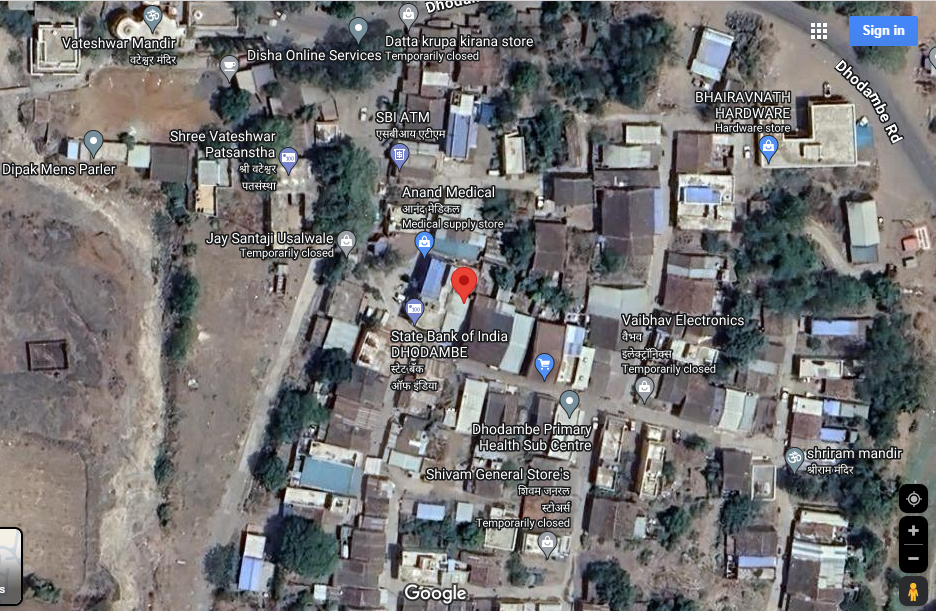 Dhodam
Sign in
Vateshwar Mandir
वटेश्वर मंदिर
Disha Online Services
Datta krupa kirana store
Temporarily closed
Dhodambe Rd
BHAIRAVNATH
HARDWARE
Hardware store
SBI ATM
एसबीआय एटीएम
Shree Vateshwar
Patsanstha
श्री वटेश्वर
पतसंस्था
Dipak Mens Parler
Anand Medical
आनंद मेडिकल
Medical supply store
Jay Santaji Usalwale
Temporarily closed
State Bank of India
DHODAMBE
स्टेट बँक
ऑफ इंडिया
Vaibhav Electronics
वैभव
इलेक्ट्रॉनिक्स
Temporarily closed
Dhodambe Primary
Health Sub Centre
shriram mandir
श्रीराम मंदिर
Shivam General Store's
शिवम जनरल
स्टोअर्स
Temporarily closed
Google